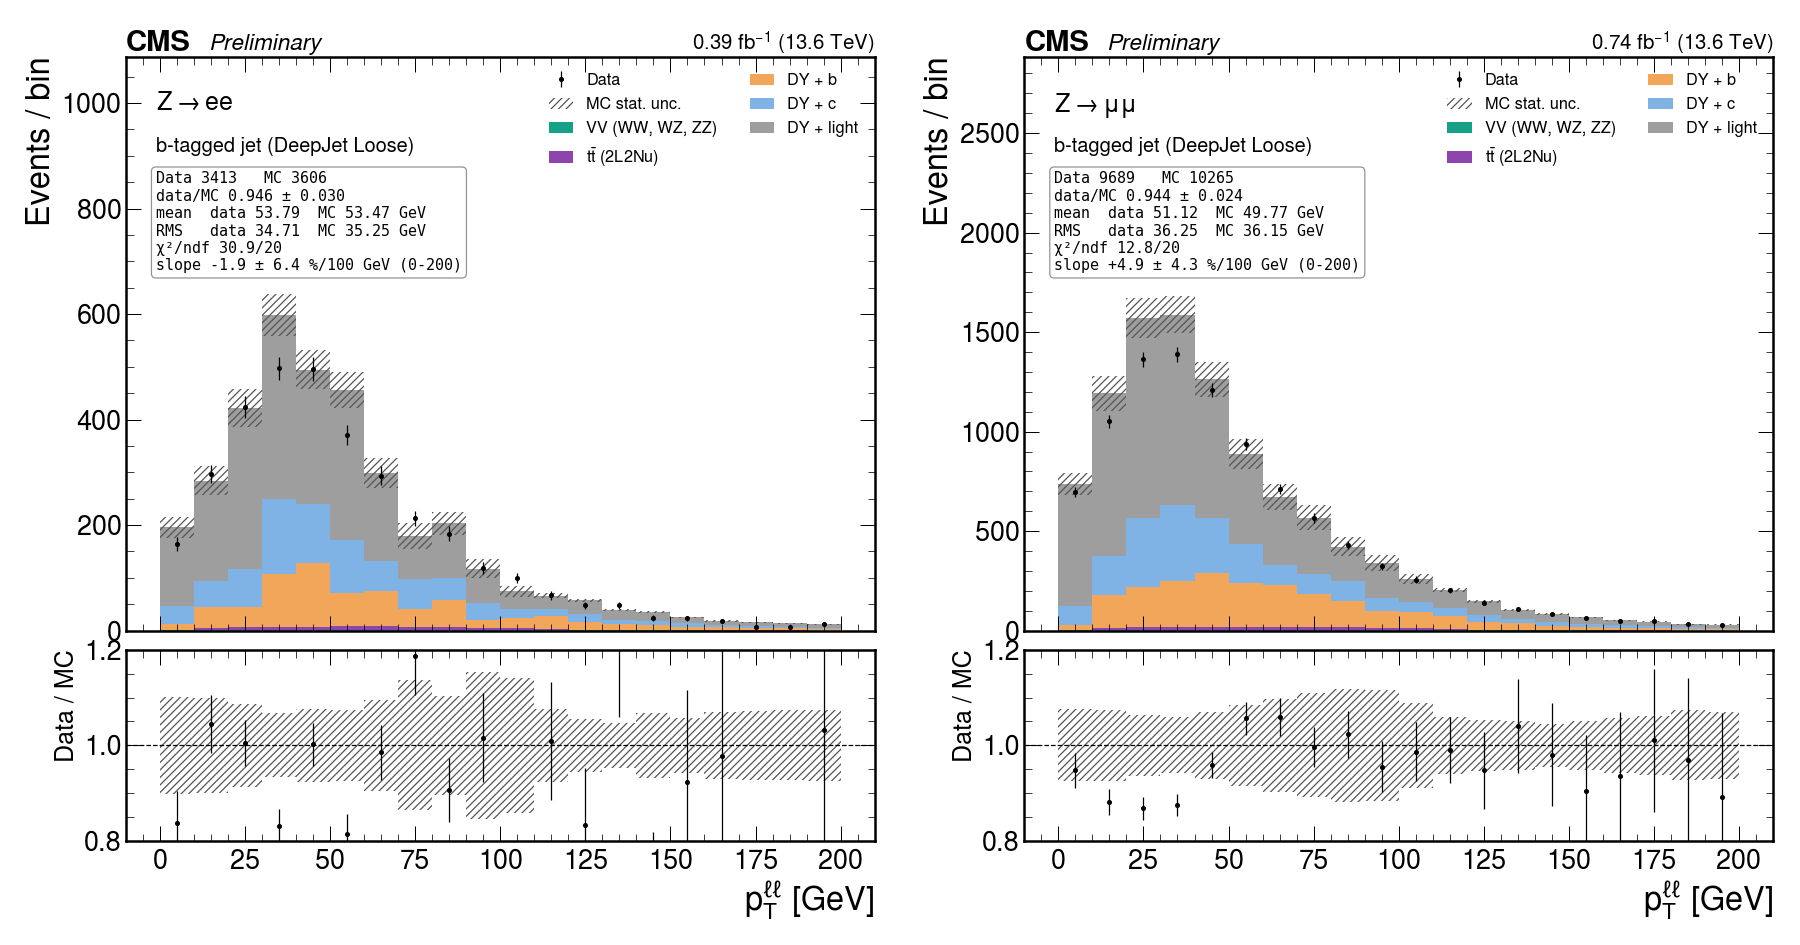 CMS Preliminary 0.39 fb⁻¹ (13.6 TeV)
Events / bin
Z → ee
b-tagged jet (DeepJet Loose)
Data 3413 MC 3606
data/MC 0.946 ± 0.030
mean data 53.79 MC 53.47 GeV
RMS data 34.71 MC 35.25 GeV
χ²/ndf 30.9/20
slope -1.9 ± 6.4 %/100 GeV (0-200)
Data
MC stat. unc.
VV (WW, WZ, ZZ)
tt̄ (2L2Nu)
DY + b
DY + c
DY + light
1000
800
600
400
200
0
Data / MC
1.2
1.0
0.8
0 25 50 75 100 125 150 175 200
p_T^ℓℓ [GeV]
CMS Preliminary 0.74 fb⁻¹ (13.6 TeV)
Events / bin
Z → μμ
b-tagged jet (DeepJet Loose)
Data 9689 MC 10265
data/MC 0.944 ± 0.024
mean data 51.12 MC 49.77 GeV
RMS data 36.25 MC 36.15 GeV
χ²/ndf 12.8/20
slope +4.9 ± 4.3 %/100 GeV (0-200)
Data
MC stat. unc.
VV (WW, WZ, ZZ)
tt̄ (2L2Nu)
DY + b
DY + c
DY + light
2500
2000
1500
1000
500
0
Data / MC
1.2
1.0
0.8
0 25 50 75 100 125 150 175 200
p_T^ℓℓ [GeV]